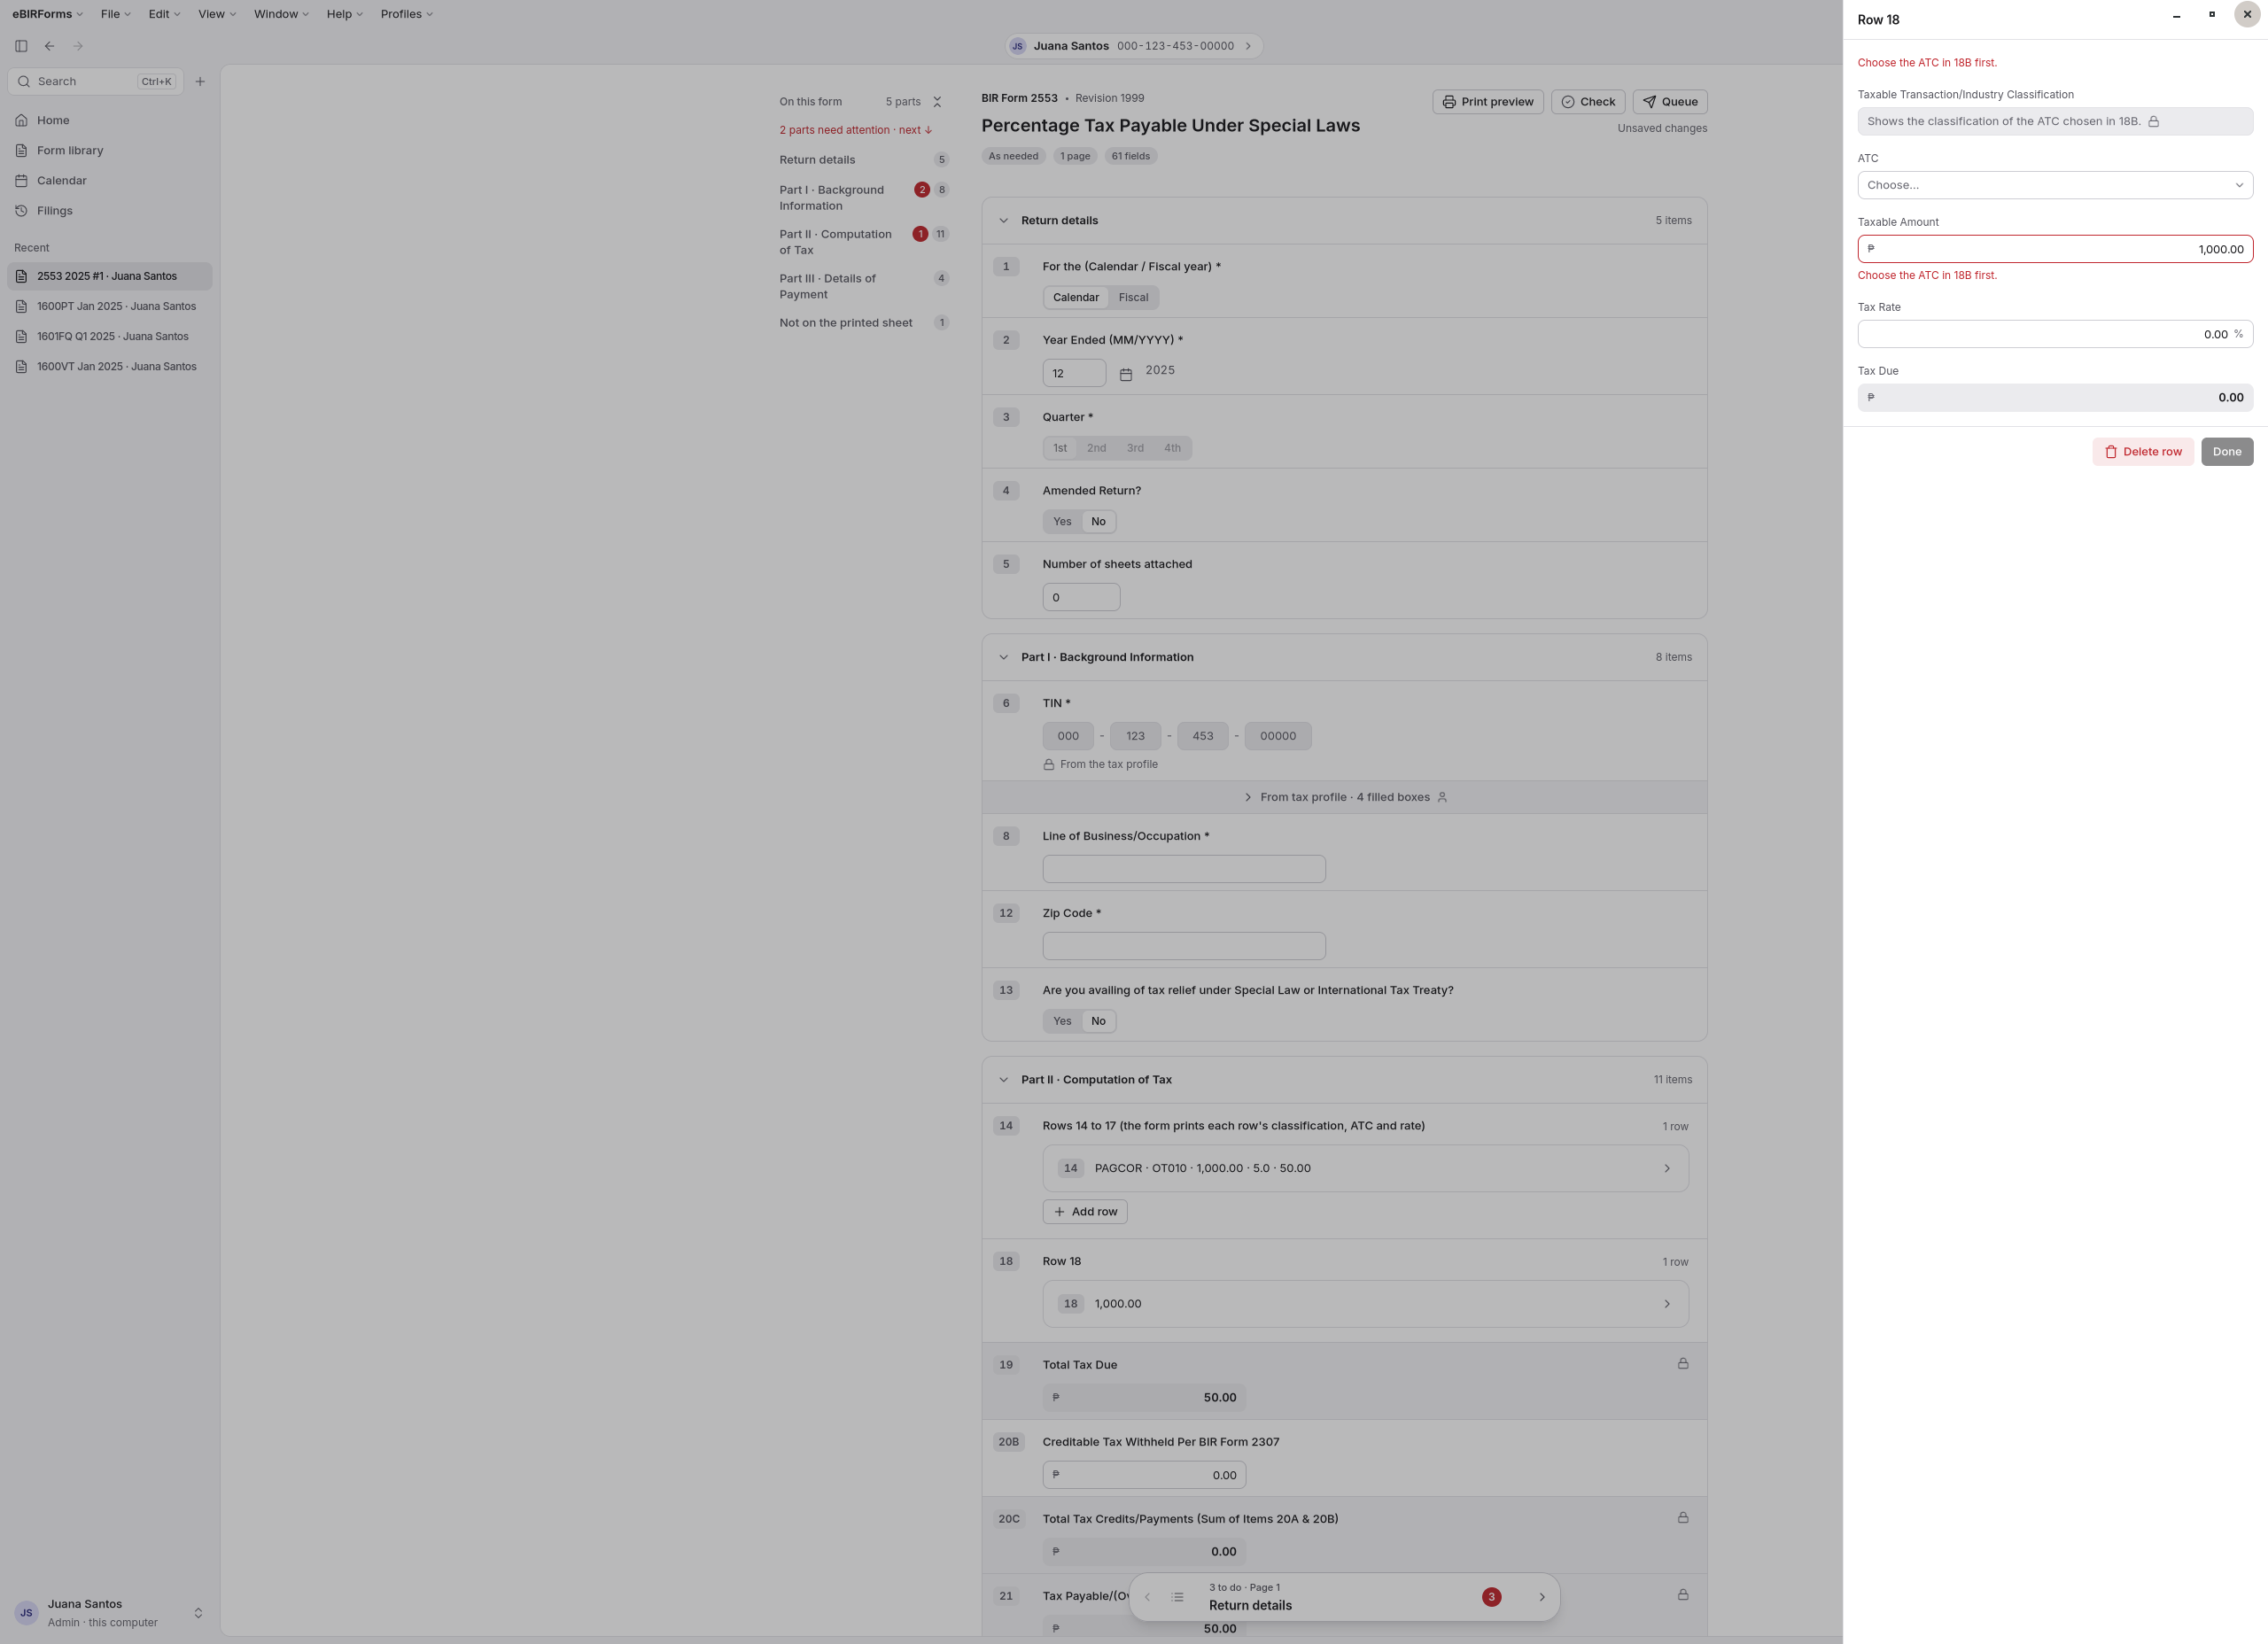 eBIRForms File Edit View Window Help Profiles
JS Juana Santos 000-123-453-00000
Search Ctrl+K
Home
Form library
Calendar
Filings
Recent
2553 2025 #1 · Juana Santos
1600PT Jan 2025 · Juana Santos
1601FQ Q1 2025 · Juana Santos
1600VT Jan 2025 · Juana Santos
JS Juana Santos
Admin · this computer
On this form 5 parts
2 parts need attention · next ↓
Return details 5
Part I · Background Information 2 8
Part II · Computation of Tax 1 11
Part III · Details of Payment 4
Not on the printed sheet 1
BIR Form 2553 • Revision 1999
Percentage Tax Payable Under Special Laws
As needed 1 page 61 fields
Print preview Check Queue
Unsaved changes
Return details 5 items
1 For the (Calendar / Fiscal year) *
Calendar Fiscal
2 Year Ended (MM/YYYY) *
12 2025
3 Quarter *
1st 2nd 3rd 4th
4 Amended Return?
Yes No
5 Number of sheets attached
0
Part I · Background Information 8 items
6 TIN *
000 - 123 - 453 - 00000
From the tax profile
From tax profile · 4 filled boxes
8 Line of Business/Occupation *
12 Zip Code *
13 Are you availing of tax relief under Special Law or International Tax Treaty?
Yes No
Part II · Computation of Tax 11 items
14 Rows 14 to 17 (the form prints each row's classification, ATC and rate) 1 row
14 PAGCOR · OT010 · 1,000.00 · 5.0 · 50.00
+ Add row
18 Row 18 1 row
18 1,000.00
19 Total Tax Due
₱ 50.00
20B Creditable Tax Withheld Per BIR Form 2307
₱ 0.00
20C Total Tax Credits/Payments (Sum of Items 20A & 20B)
₱ 0.00
21 Tax Payable/(Ov
₱ 50.00
3 to do · Page 1
Return details 3
Row 18
Choose the ATC in 18B first.
Taxable Transaction/Industry Classification
Shows the classification of the ATC chosen in 18B.
ATC
Choose...
Taxable Amount
₱ 1,000.00
Choose the ATC in 18B first.
Tax Rate
0.00 %
Tax Due
₱ 0.00
Delete row Done